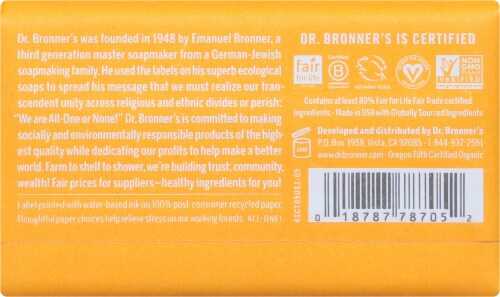 Dr. Bronner's was founded in 1948 by Emanuel Bronner, a
third generation master soapmaker from a German-Jewish
soapmaking family. He used the labels on his superb ecological
soaps to spread his message that we must realize our tran-
scendent unity across religious and ethnic divides or perish:
"We are All-One or None!" Dr. Bronner's is committed to making
socially and environmentally responsible products of the high-
est quality while dedicating our profits to help make a better
world. Farm to shelf to shower, we're building trust; community,
wealth! Fair prices for suppliers–healthy ingredients for you!
Label printed with water-based ink on 100% post-consumer recycled paper.
Thoughtful paper choices help relieve stress on our working forests. ALL-ONE!
DR. BRONNER'S IS CERTIFIED
fair
for life
Certified
B
Corporation
V
NON
GMO
Project
VERIFIED
Contains at least 80% Fair for Life Fair Trade certified
ingredients · Made in USA with Globally Sourced Ingredients
Developed and distributed by Dr. Bronner's
P.O. Box 1958, Vista, CA 92085 · 1-844-937-2551
www.drbronner.com · Oregon Tilth Certified Organic
0 18787 78705 2